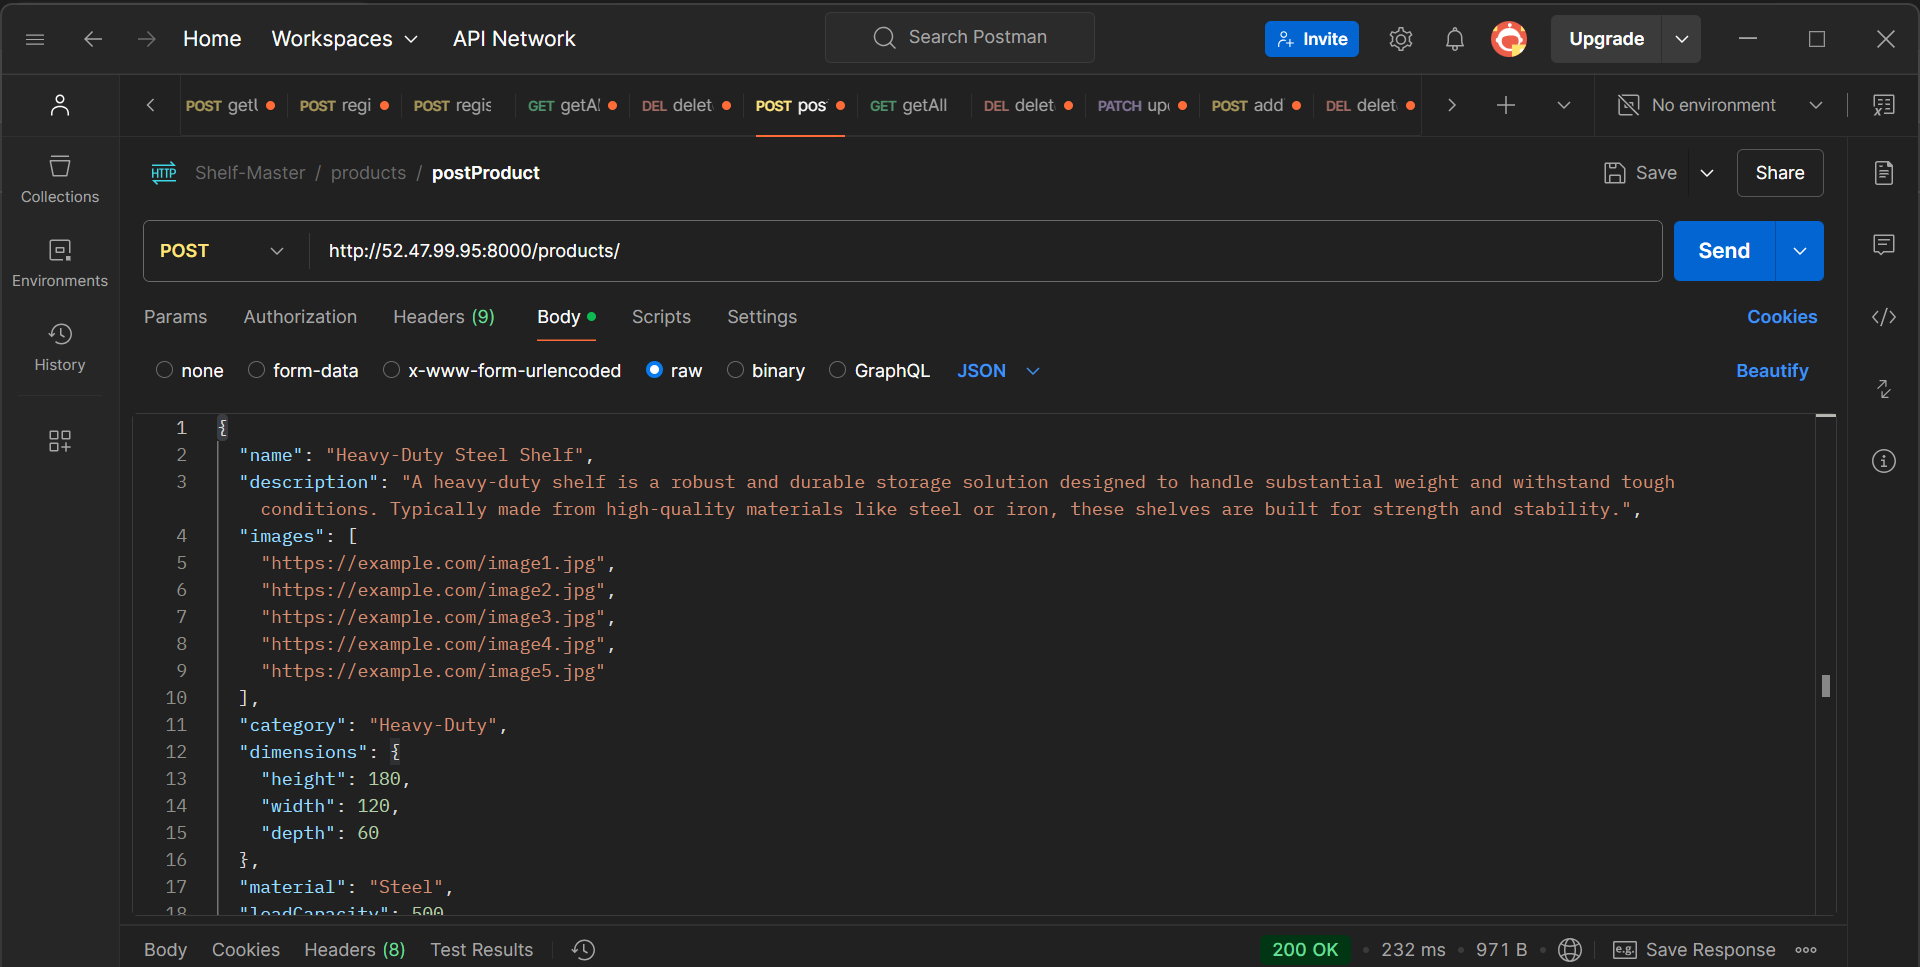 Home Workspaces API Network Search Postman Invite Upgrade
POST getU POST regi POST regis GET getAl DEL delet POST pos GET getAll DEL delet PATCH upd POST add DEL delet No environment
Collections
Environments
History
HTTP Shelf-Master / products / postProduct Save Share
POST http://52.47.99.95:8000/products/ Send
Params Authorization Headers (9) Body Scripts Settings Cookies
none form-data x-www-form-urlencoded raw binary GraphQL JSON Beautify
1 {
2 "name": "Heavy-Duty Steel Shelf",
3 "description": "A heavy-duty shelf is a robust and durable storage solution designed to handle substantial weight and withstand tough
conditions. Typically made from high-quality materials like steel or iron, these shelves are built for strength and stability.",
4 "images": [
5 "https://example.com/image1.jpg",
6 "https://example.com/image2.jpg",
7 "https://example.com/image3.jpg",
8 "https://example.com/image4.jpg",
9 "https://example.com/image5.jpg"
10 ],
11 "category": "Heavy-Duty",
12 "dimensions": {
13 "height": 180,
14 "width": 120,
15 "depth": 60
16 },
17 "material": "Steel",
18 "loadCapacity": 500
Body Cookies Headers (8) Test Results 200 OK 232 ms 971 B e.g. Save Response